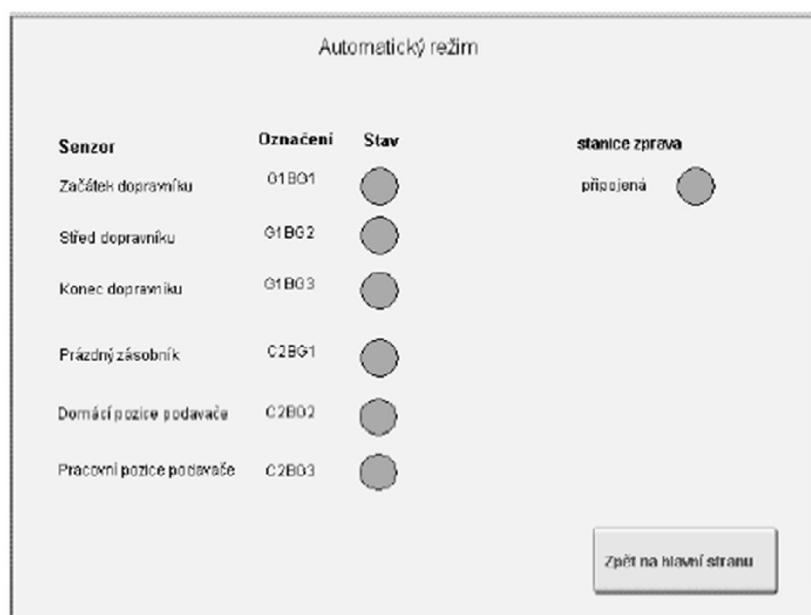 Automatický režim
Senzor Označení Stav stanice zprava
Začátek dopravníku G1BG1 připojená
Střed dopravníku G1BG2
Konec dopravníku G1BG3
Prázdný zásobník C2BG1
Domácí pozice podavače C2BG2
Pracovní pozice podavače C2BG3
Zpět na hlavní stranu